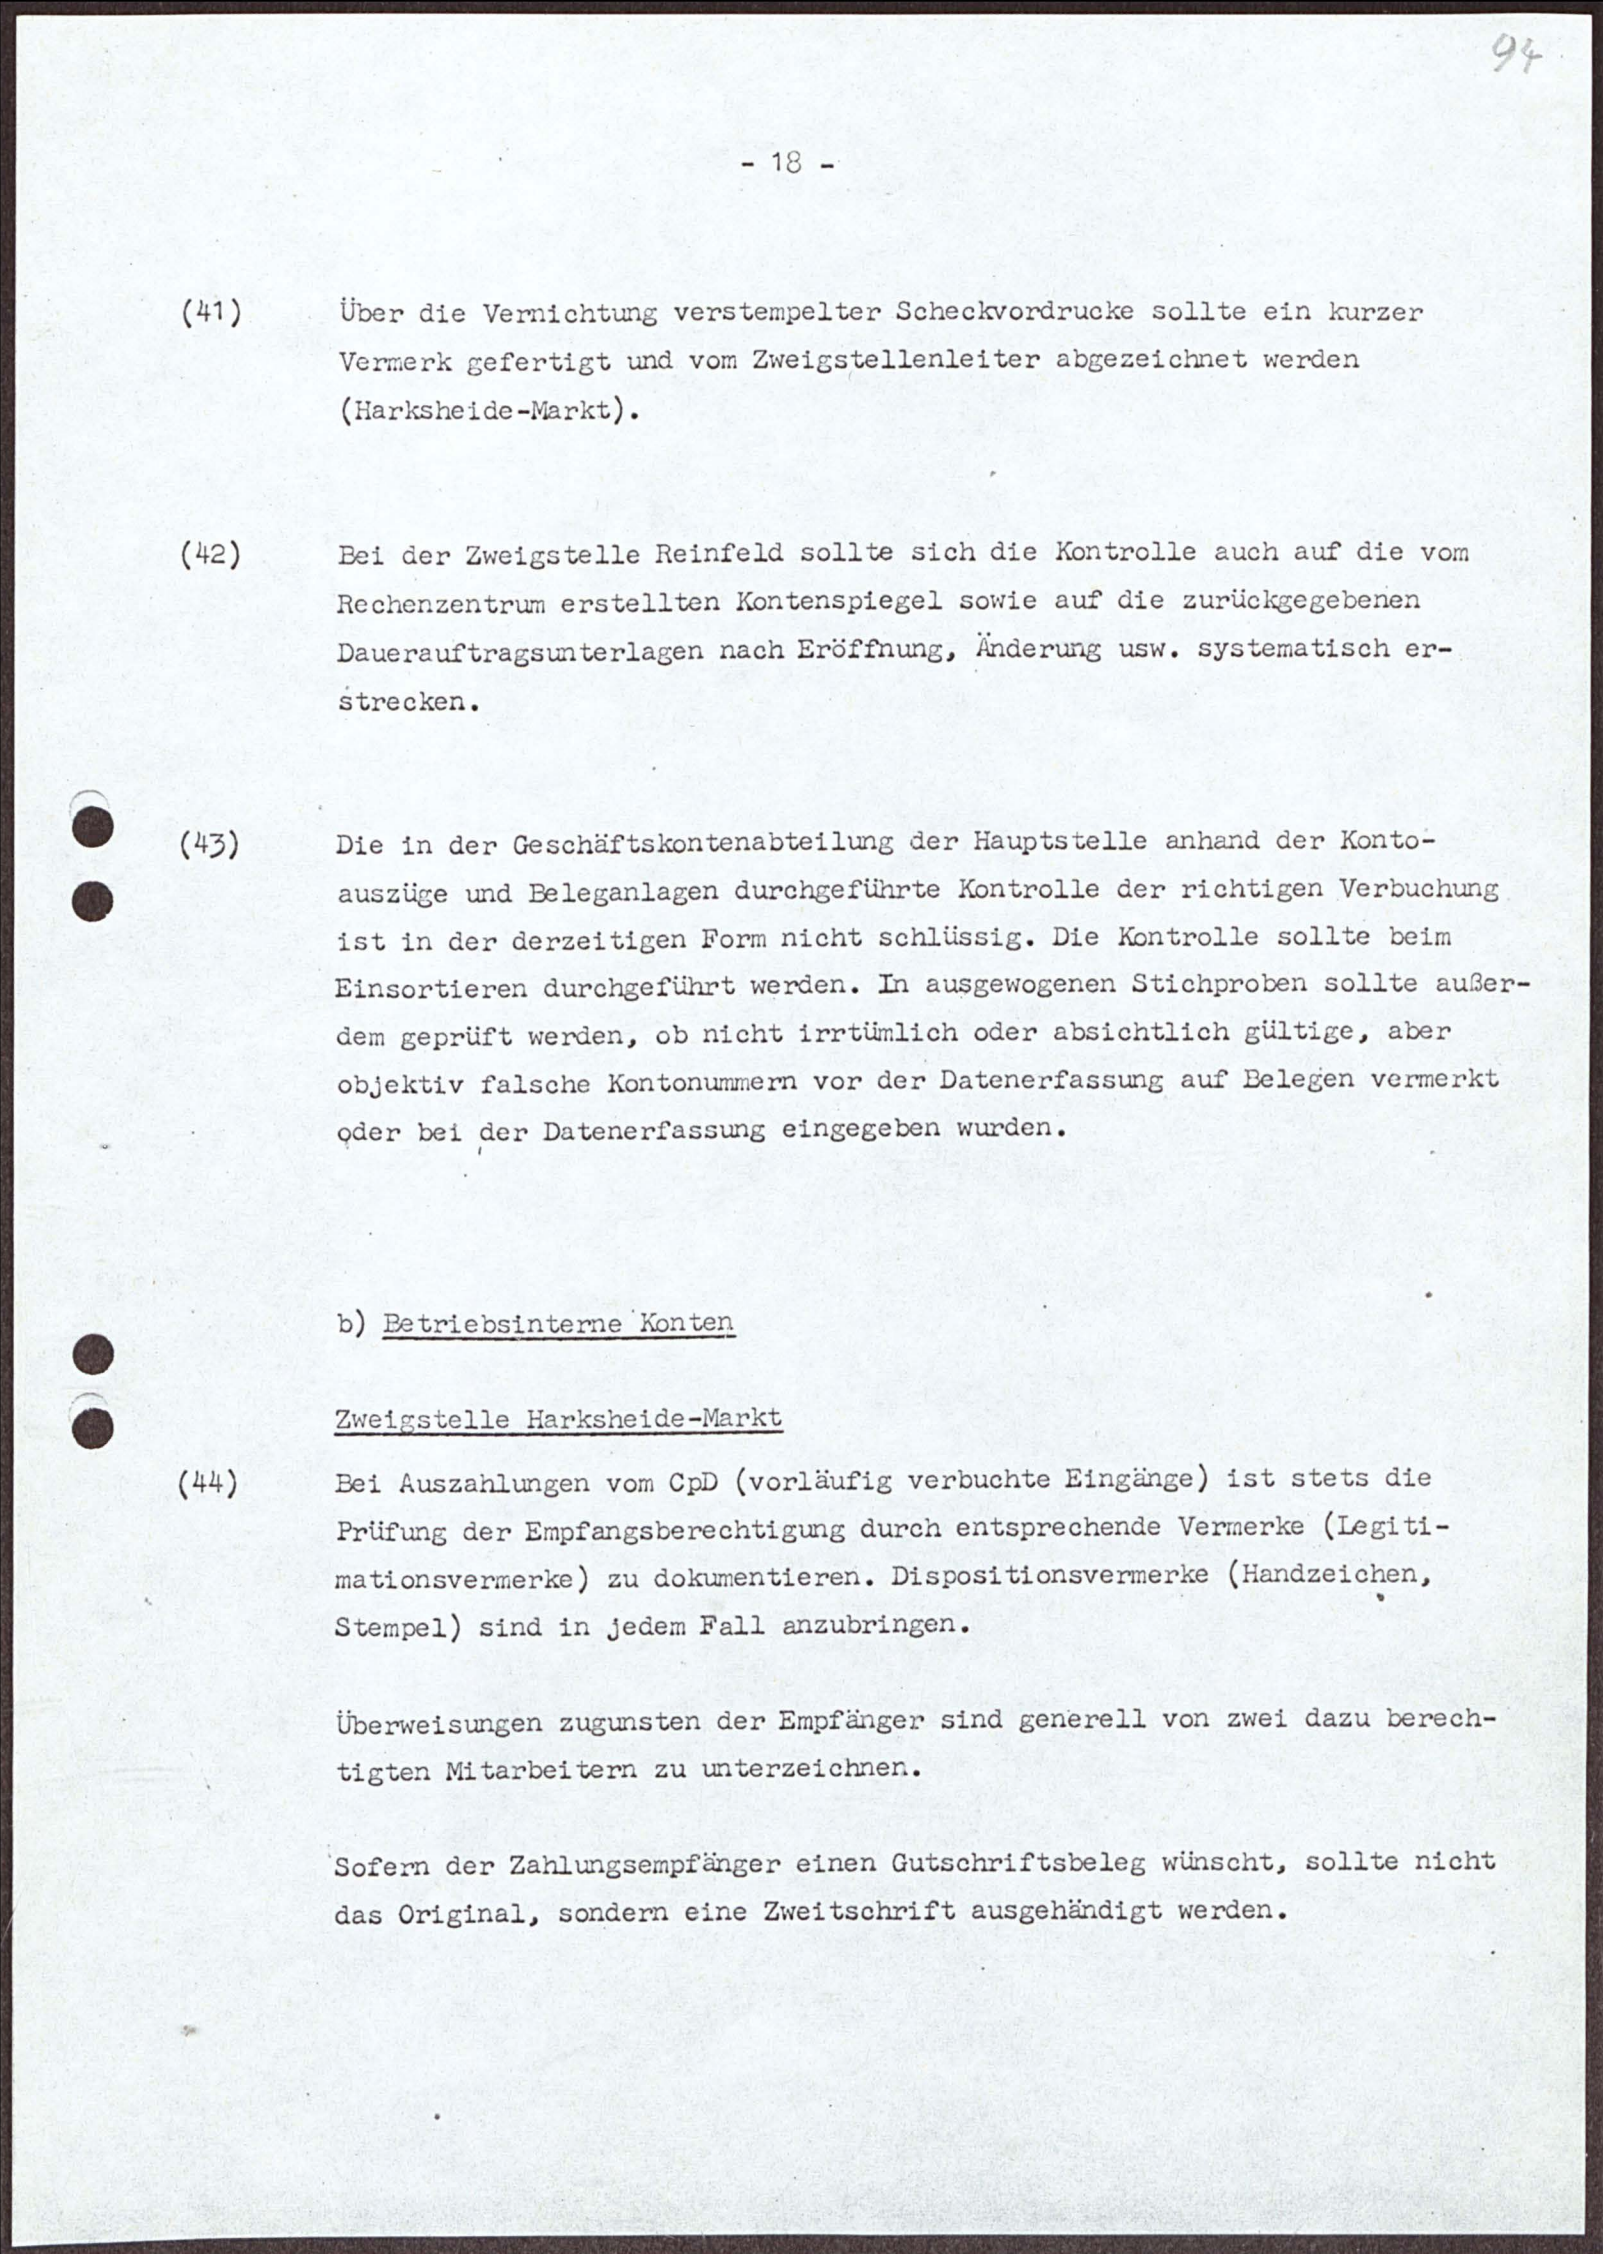 94
- 18 -
(41) Über die Vernichtung verstempelter Scheckvordrucke sollte ein kurzer
Vermerk gefertigt und vom Zweigstellenleiter abgezeichnet werden
(Harksheide-Markt).
(42) Bei der Zweigstelle Reinfeld sollte sich die Kontrolle auch auf die vom
Rechenzentrum erstellten Kontenspiegel sowie auf die zurückgegebenen
Dauerauftragsunterlagen nach Eröffnung, Änderung usw. systematisch er-
strecken.
(43) Die in der Geschäftskontenabteilung der Hauptstelle anhand der Konto-
auszüge und Beleganlagen durchgeführte Kontrolle der richtigen Verbuchung
ist in der derzeitigen Form nicht schlüssig. Die Kontrolle sollte beim
Einsortieren durchgeführt werden. In ausgewogenen Stichproben sollte außer-
dem geprüft werden, ob nicht irrtümlich oder absichtlich gültige, aber
objektiv falsche Kontonummern vor der Datenerfassung auf Belegen vermerkt
oder bei der Datenerfassung eingegeben wurden.
b) Betriebsinterne Konten
Zweigstelle Harksheide-Markt
(44) Bei Auszahlungen vom CpD (vorläufig verbuchte Eingänge) ist stets die
Prüfung der Empfangsberechtigung durch entsprechende Vermerke (Legiti-
mationsvermerke) zu dokumentieren. Dispositionsvermerke (Handzeichen,
Stempel) sind in jedem Fall anzubringen.
Überweisungen zugunsten der Empfänger sind generell von zwei dazu berech-
tigten Mitarbeitern zu unterzeichnen.
Sofern der Zahlungsempfänger einen Gutschriftsbeleg wünscht, sollte nicht
das Original, sondern eine Zweitschrift ausgehändigt werden.